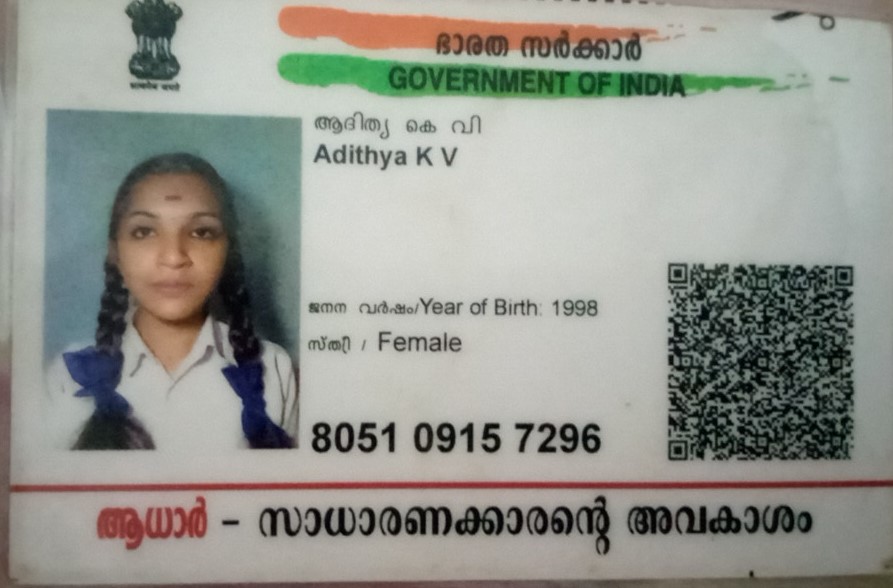 ഭാരത സർക്കാർ
GOVERNMENT OF INDIA
ആദിത്യ കെ വി
Adithya K V
ജനന വർഷം/Year of Birth: 1998
സ്ത്രീ / Female
8051 0915 7296
ആധാർ – സാധാരണക്കാരന്റെ അവകാശം